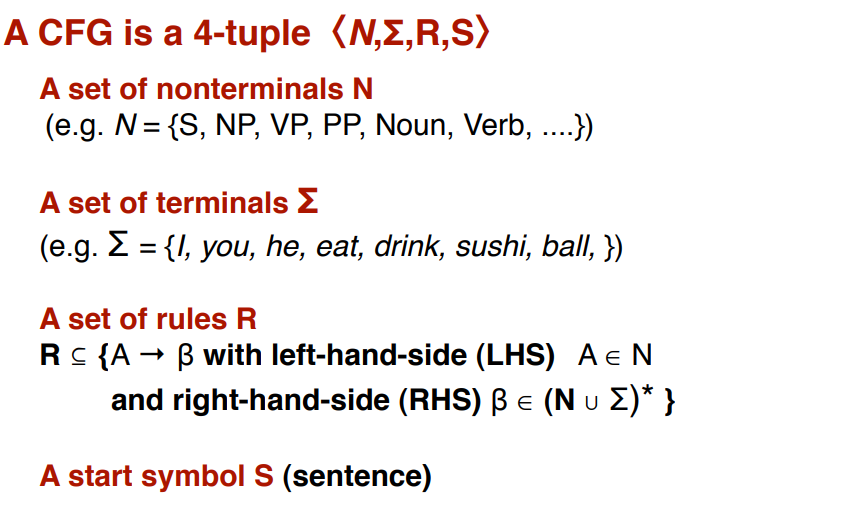 A CFG is a 4-tuple 〈N,Σ,R,S〉
A set of nonterminals N
(e.g. N = {S, NP, VP, PP, Noun, Verb, ....})
A set of terminals Σ
(e.g. Σ = {I, you, he, eat, drink, sushi, ball, })
A set of rules R
R ⊆ {A → β with left-hand-side (LHS) A ∈ N
and right-hand-side (RHS) β ∈ (N ∪ Σ)* }
A start symbol S (sentence)